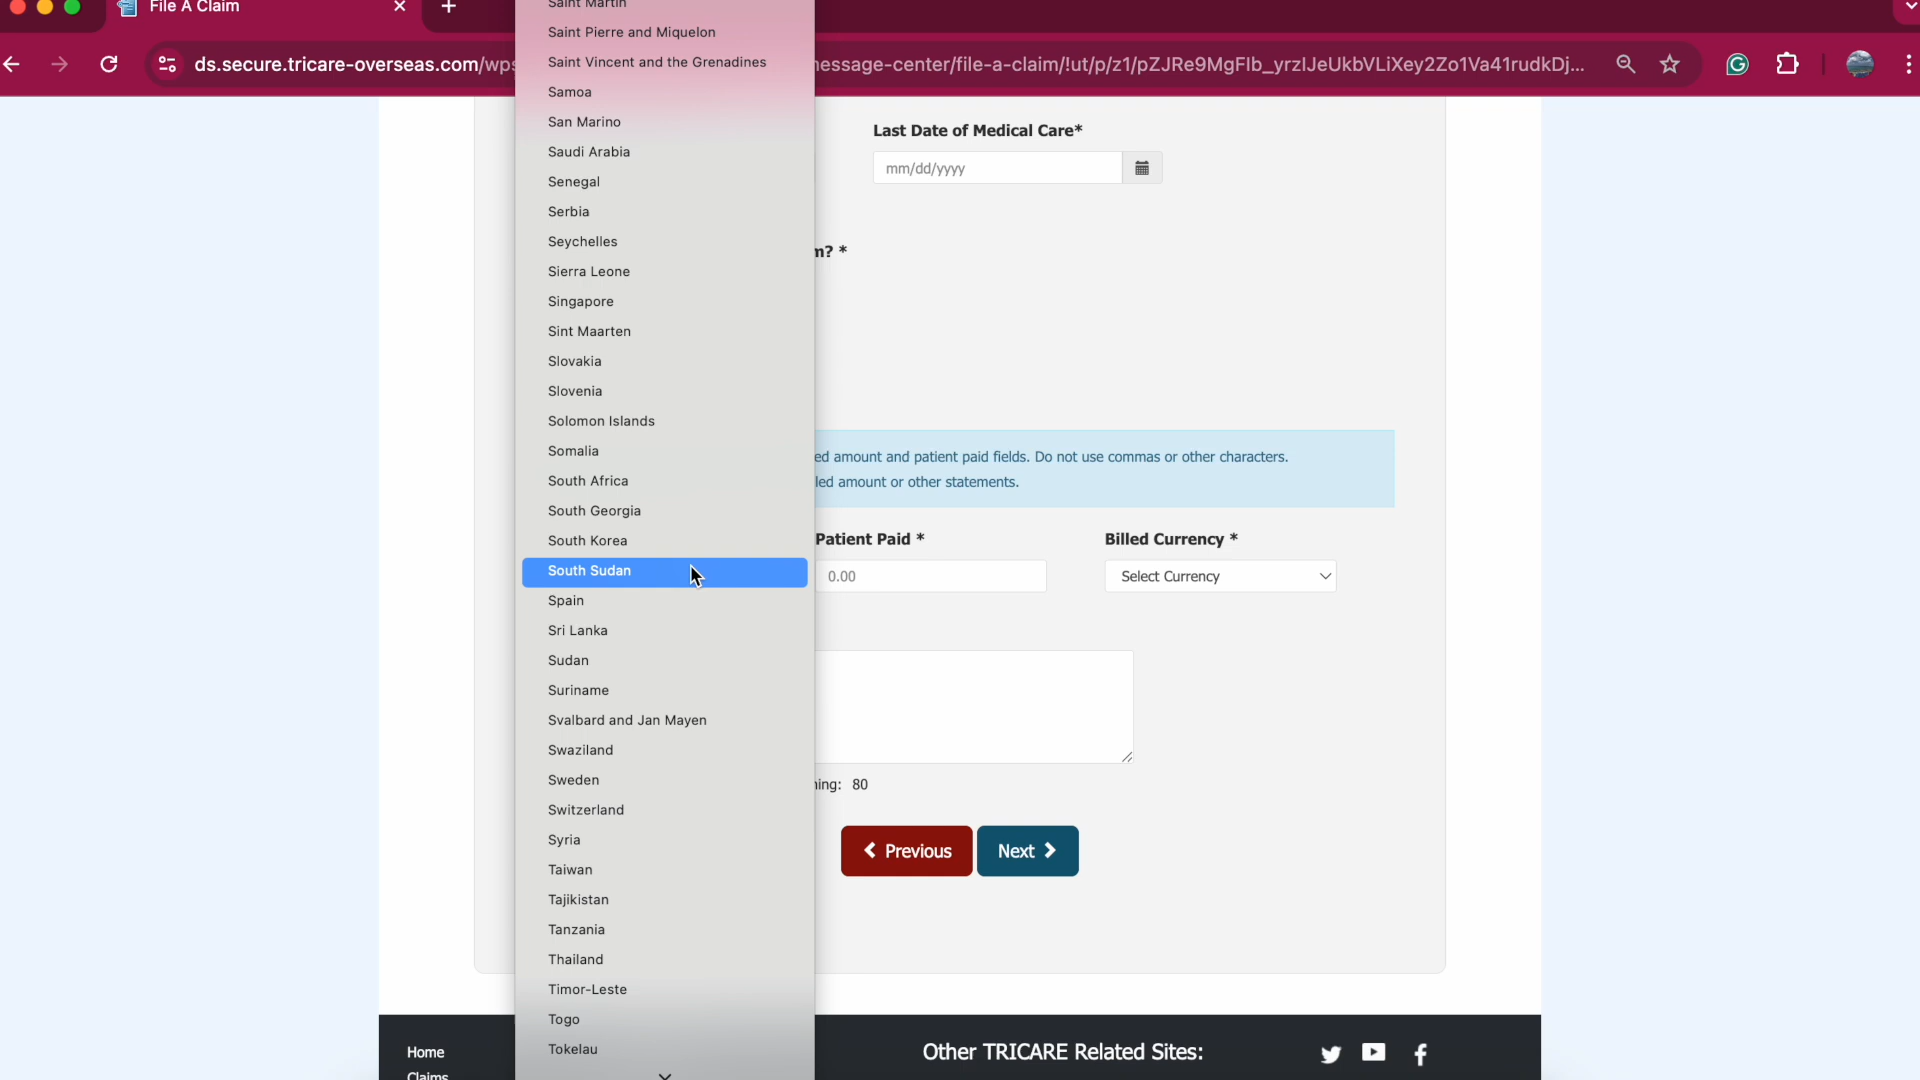 File A Claim
ds.secure.tricare-overseas.com/wps
essage-center/file-a-claim/!ut/p/z1/pZJRe9MgFIb_yrzIJeUkbVLiXey2Zo1Va41rudkDj...
Saint Martin
Saint Pierre and Miquelon
Saint Vincent and the Grenadines
Samoa
San Marino
Saudi Arabia
Senegal
Serbia
Seychelles
Sierra Leone
Singapore
Sint Maarten
Slovakia
Slovenia
Solomon Islands
Somalia
South Africa
South Georgia
South Korea
South Sudan
Spain
Sri Lanka
Sudan
Suriname
Svalbard and Jan Mayen
Swaziland
Sweden
Switzerland
Syria
Taiwan
Tajikistan
Tanzania
Thailand
Timor-Leste
Togo
Tokelau
Last Date of Medical Care*
mm/dd/yyyy
m? *
ed amount and patient paid fields. Do not use commas or other characters.
led amount or other statements.
Patient Paid *
Billed Currency *
0.00
Select Currency
ning: 80
Previous
Next
Home
Claims
Other TRICARE Related Sites: